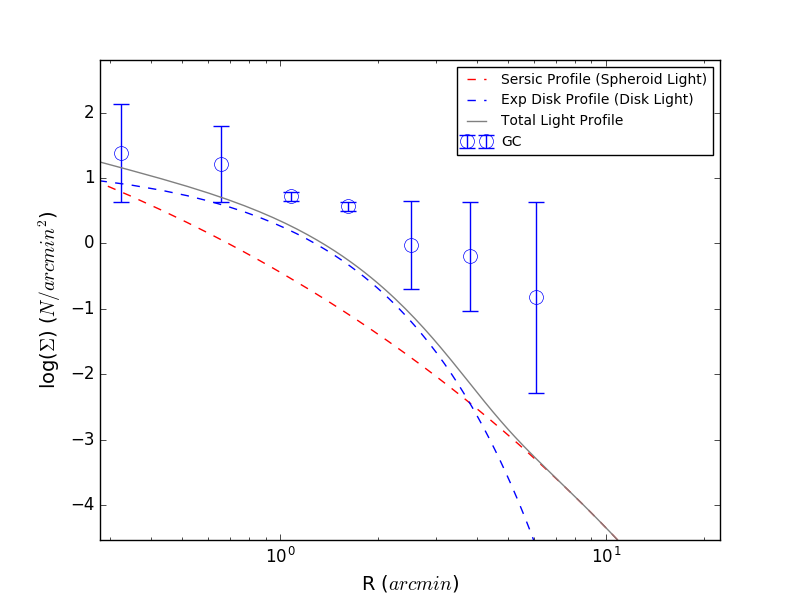 Sersic Profile (Spheroid Light)
Exp Disk Profile (Disk Light)
Total Light Profile
GC
2
1
0
−1
−2
−3
−4
log(Σ) (N/arcmin²)
10⁰
10¹
R (arcmin)